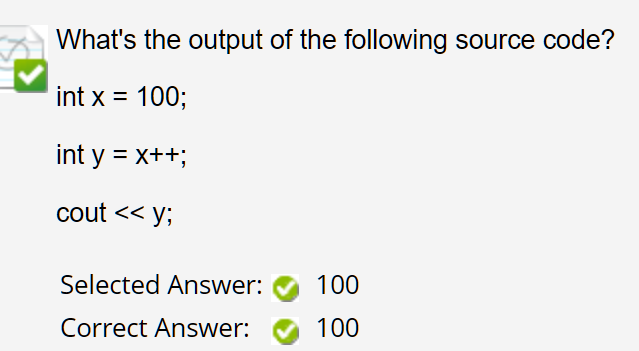 What's the output of the following source code?
int x = 100;
int y = x++;
cout << y;
Selected Answer: 100
Correct Answer: 100